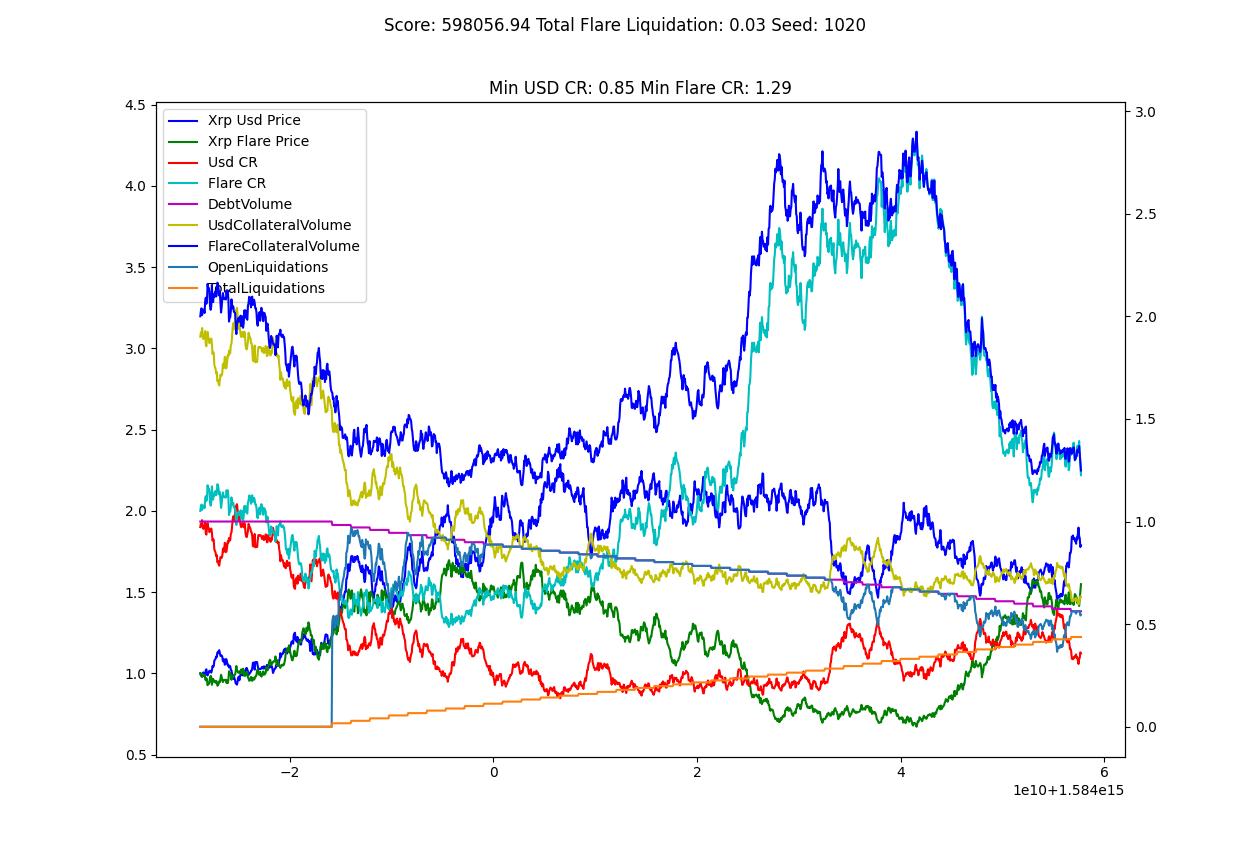 Score: 598056.94 Total Flare Liquidation: 0.03 Seed: 1020
Min USD CR: 0.85 Min Flare CR: 1.29
4.5
4.0
3.5
3.0
2.5
2.0
1.5
1.0
0.5
Xrp Usd Price
Xrp Flare Price
Usd CR
Flare CR
DebtVolume
UsdCollateralVolume
FlareCollateralVolume
OpenLiquidations
TotalLiquidations
3.0
2.5
2.0
1.5
1.0
0.5
0.0
−2 0 2 4 6
1e10+1.584e15